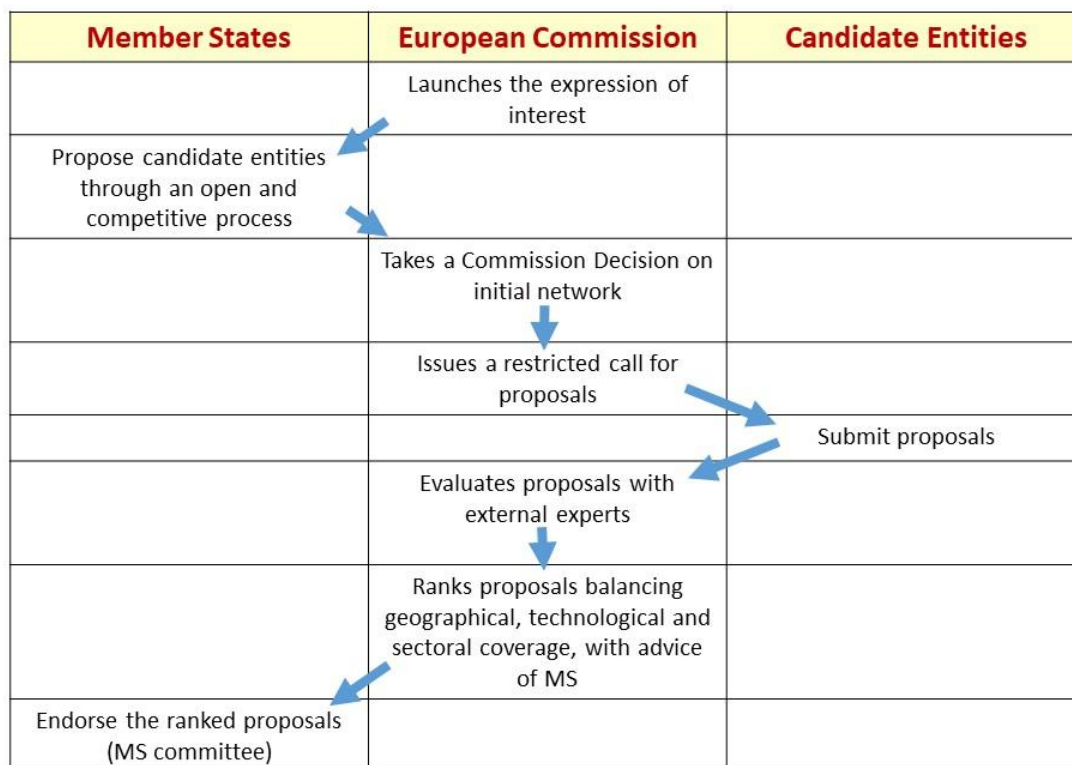 Member States
European Commission
Candidate Entities
Launches the expression of
interest
Propose candidate entities
through an open and
competitive process
Takes a Commission Decision on
initial network
Issues a restricted call for
proposals
Submit proposals
Evaluates proposals with
external experts
Ranks proposals balancing
geographical, technological and
sectoral coverage, with advice
of MS
Endorse the ranked proposals
(MS committee)